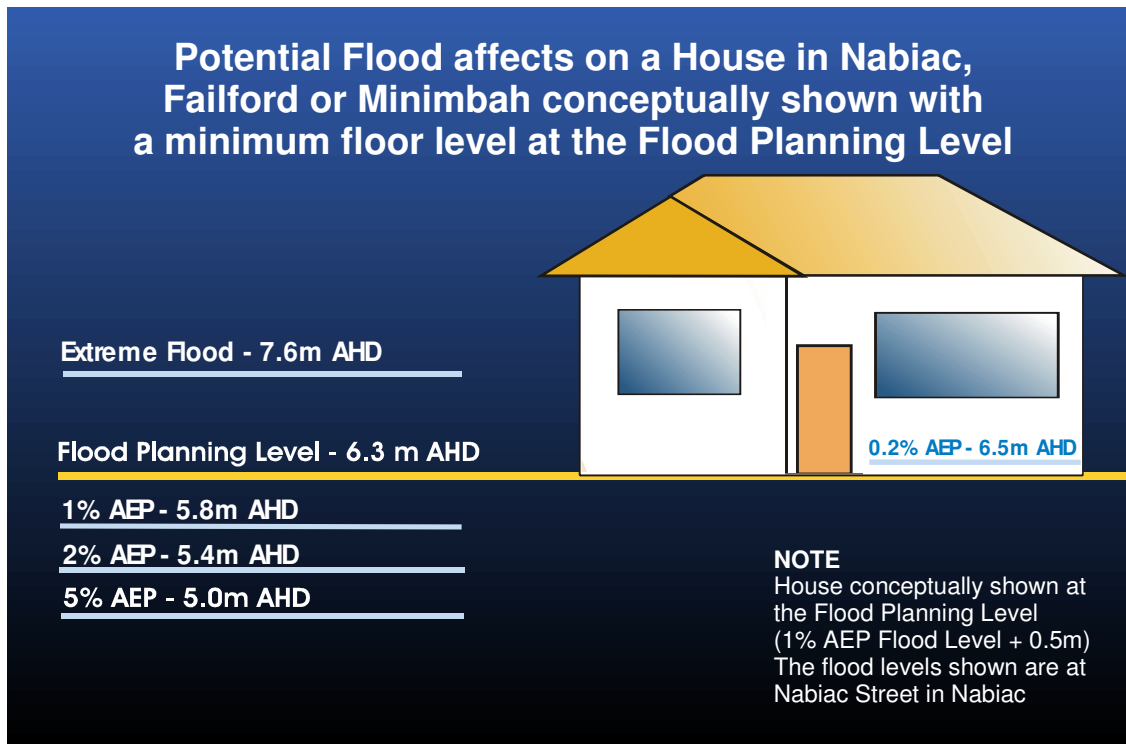 Potential Flood affects on a House in Nabiac,
Failford or Minimbah conceptually shown with
a minimum floor level at the Flood Planning Level
Extreme Flood - 7.6m AHD
Flood Planning Level - 6.3 m AHD
0.2% AEP - 6.5m AHD
1% AEP - 5.8m AHD
2% AEP - 5.4m AHD
5% AEP - 5.0m AHD
NOTE
House conceptually shown at
the Flood Planning Level
(1% AEP Flood Level + 0.5m)
The flood levels shown are at
Nabiac Street in Nabiac